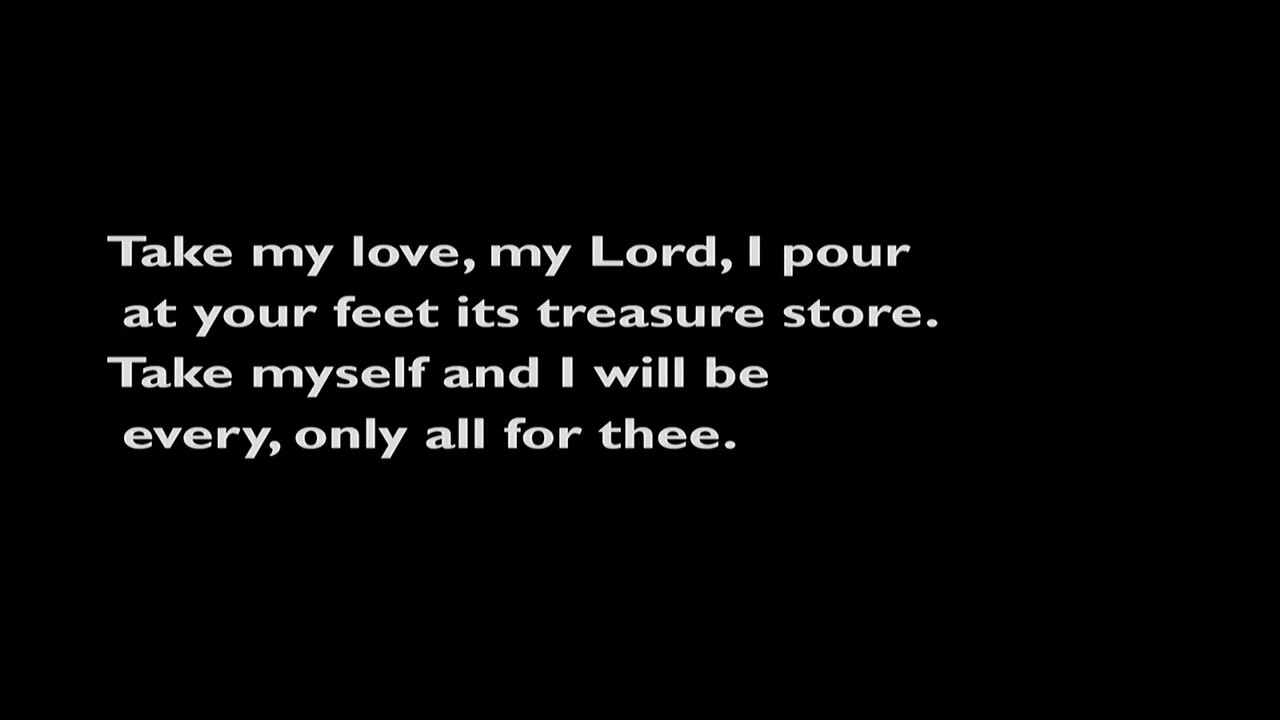 Take my love, my Lord, I pour
at your feet its treasure store.
Take myself and I will be
every, only all for thee.